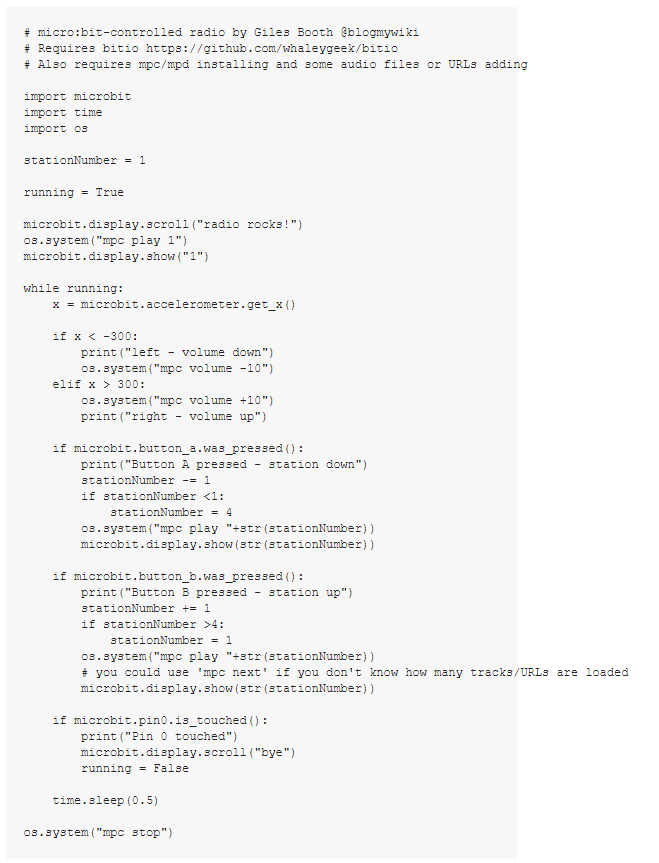 # micro:bit-controlled radio by Giles Booth @blogmywiki
# Requires bitio https://github.com/whaleygeek/bitio
# Also requires mpc/mpd installing and some audio files or URLs adding

import microbit
import time
import os

stationNumber = 1

running = True

microbit.display.scroll("radio rocks!")
os.system("mpc play 1")
microbit.display.show("1")

while running:
    x = microbit.accelerometer.get_x()

    if x < -300:
        print("left - volume down")
        os.system("mpc volume -10")
    elif x > 300:
        os.system("mpc volume +10")
        print("right - volume up")

    if microbit.button_a.was_pressed():
        print("Button A pressed - station down")
        stationNumber -= 1
        if stationNumber <1:
            stationNumber = 4
        os.system("mpc play "+str(stationNumber))
        microbit.display.show(str(stationNumber))

    if microbit.button_b.was_pressed():
        print("Button B pressed - station up")
        stationNumber += 1
        if stationNumber >4:
            stationNumber = 1
        os.system("mpc play "+str(stationNumber))
        # you could use 'mpc next' if you don't know how many tracks/URLs are loaded
        microbit.display.show(str(stationNumber))

    if microbit.pin0.is_touched():
        print("Pin 0 touched")
        microbit.display.scroll("bye")
        running = False

    time.sleep(0.5)

os.system("mpc stop")